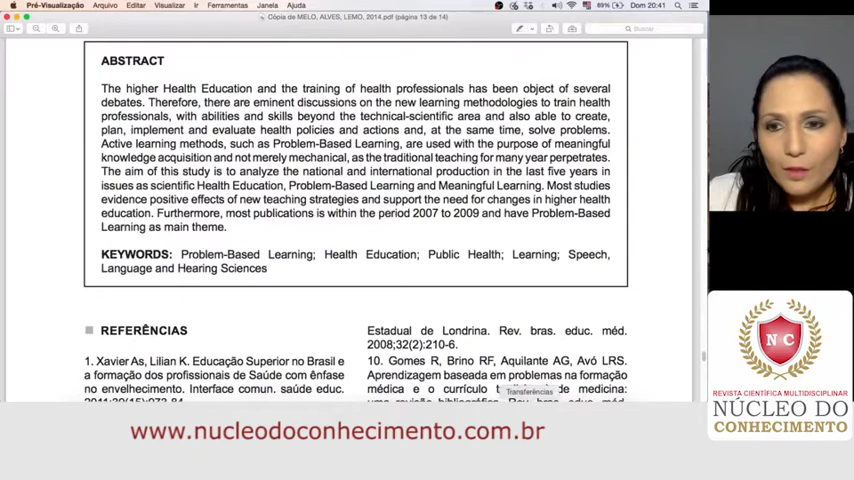 Pré-Visualização Arquivo Editar Visualizar Ir Ferramentas Janela Ajuda
89% Dom 20:41
Cópia de MELO, ALVES, LEMO, 2014.pdf (página 13 de 14)
Buscar
ABSTRACT
The higher Health Education and the training of health professionals has been object of several
debates. Therefore, there are eminent discussions on the new learning methodologies to train health
professionals, with abilities and skills beyond the technical-scientific area and also able to create,
plan, implement and evaluate health policies and actions and, at the same time, solve problems.
Active learning methods, such as Problem-Based Learning, are used with the purpose of meaningful
knowledge acquisition and not merely mechanical, as the traditional teaching for many year perpetrates.
The aim of this study is to analyze the national and international production in the last five years in
issues as scientific Health Education, Problem-Based Learning and Meaningful Learning. Most studies
evidence positive effects of new teaching strategies and support the need for changes in higher health
education. Furthermore, most publications is within the period 2007 to 2009 and have Problem-Based
Learning as main theme.
KEYWORDS: Problem-Based Learning; Health Education; Public Health; Learning; Speech,
Language and Hearing Sciences
REFERÊNCIAS
1. Xavier As, Lilian K. Educação Superior no Brasil e
a formação dos profissionais de Saúde com ênfase
no envelhecimento. Interface comun. saúde educ.
2011;39(15):973-84
Estadual de Londrina. Rev. bras. educ. méd.
2008;32(2):210-6.
10. Gomes R, Brino RF, Aquilante AG, Avó LRS.
Aprendizagem baseada em problemas na formação
médica e o currículo de medicina:
uma revisão bibliográfica. Rev. bras. educ. méd.
Transferências
www.nucleodoconhecimento.com.br
N C
REVISTA CIENTÍFICA MULTIDISCIPLINAR
NÚCLEO DO
CONHECIMENTO